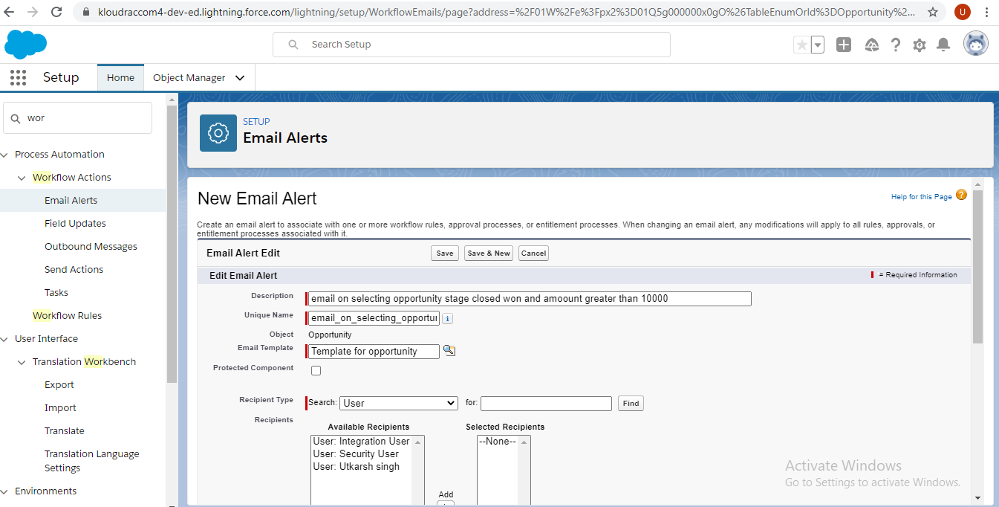 kloudraccom4-dev-ed.lightning.force.com/lightning/setup/WorkflowEmails/page?address=%2F01W%2Fe%3Fpx2%3D01Q5g000000x0gO%26TableEnumOrId%3DOpportunity%2...
U
Search Setup
Setup
Home
Object Manager
wor
Process Automation
Workflow Actions
Email Alerts
Field Updates
Outbound Messages
Send Actions
Tasks
Workflow Rules
User Interface
Translation Workbench
Export
Import
Translate
Translation Language
Settings
Environments
SETUP
Email Alerts
New Email Alert
Help for this Page ?
Create an email alert to associate with one or more workflow rules, approval processes, or entitlement processes. When changing an email alert, any modifications will apply to all rules, approvals, or
entitlement processes associated with it.
Email Alert Edit
Save
Save & New
Cancel
Edit Email Alert
= Required Information
Description
email on selecting opportunity stage closed won and amoount greater than 10000
Unique Name
email_on_selecting_opportu
i
Object
Opportunity
Email Template
Template for opportunity
Protected Component
Recipient Type
Search: User
for:
Find
Recipients
Available Recipients
Selected Recipients
User: Integration User
User: Security User
User: Utkarsh singh
--None--
Add
Activate Windows
Go to Settings to activate Windows.